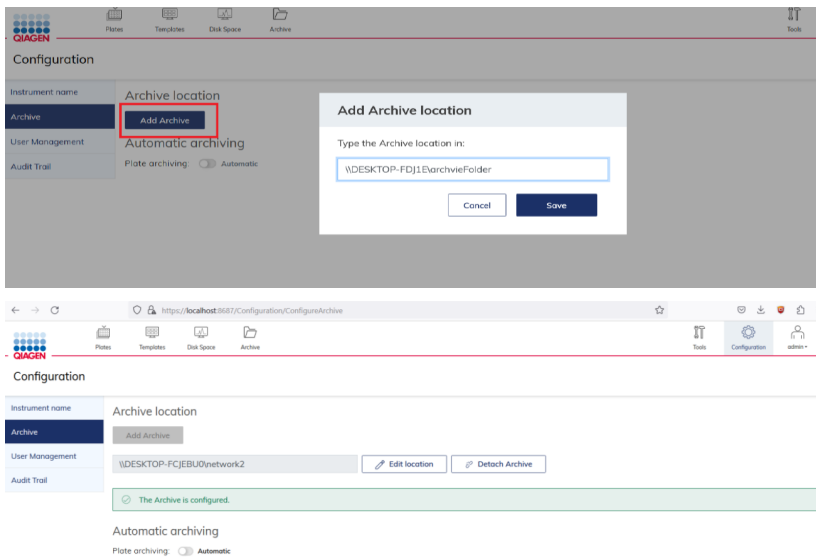 Plates Templates Disk Space Archive Tools
QIAGEN
Configuration
Instrument name
Archive
User Management
Audit Trail
Archive location
Add Archive
Automatic archiving
Plate archiving: Automatic
Add Archive location
Type the Archive location in:
\\DESKTOP-FDJ1E\archvieFolder
Cancel Save
https://localhost:8687/Configuration/ConfigureArchive
Plates Templates Disk Space Archive Tools Configuration admin
QIAGEN
Configuration
Instrument name
Archive
User Management
Audit Trail
Archive location
Add Archive
\\DESKTOP-FCJEBU0\network2 Edit location Detach Archive
The Archive is configured.
Automatic archiving
Plate archiving: Automatic